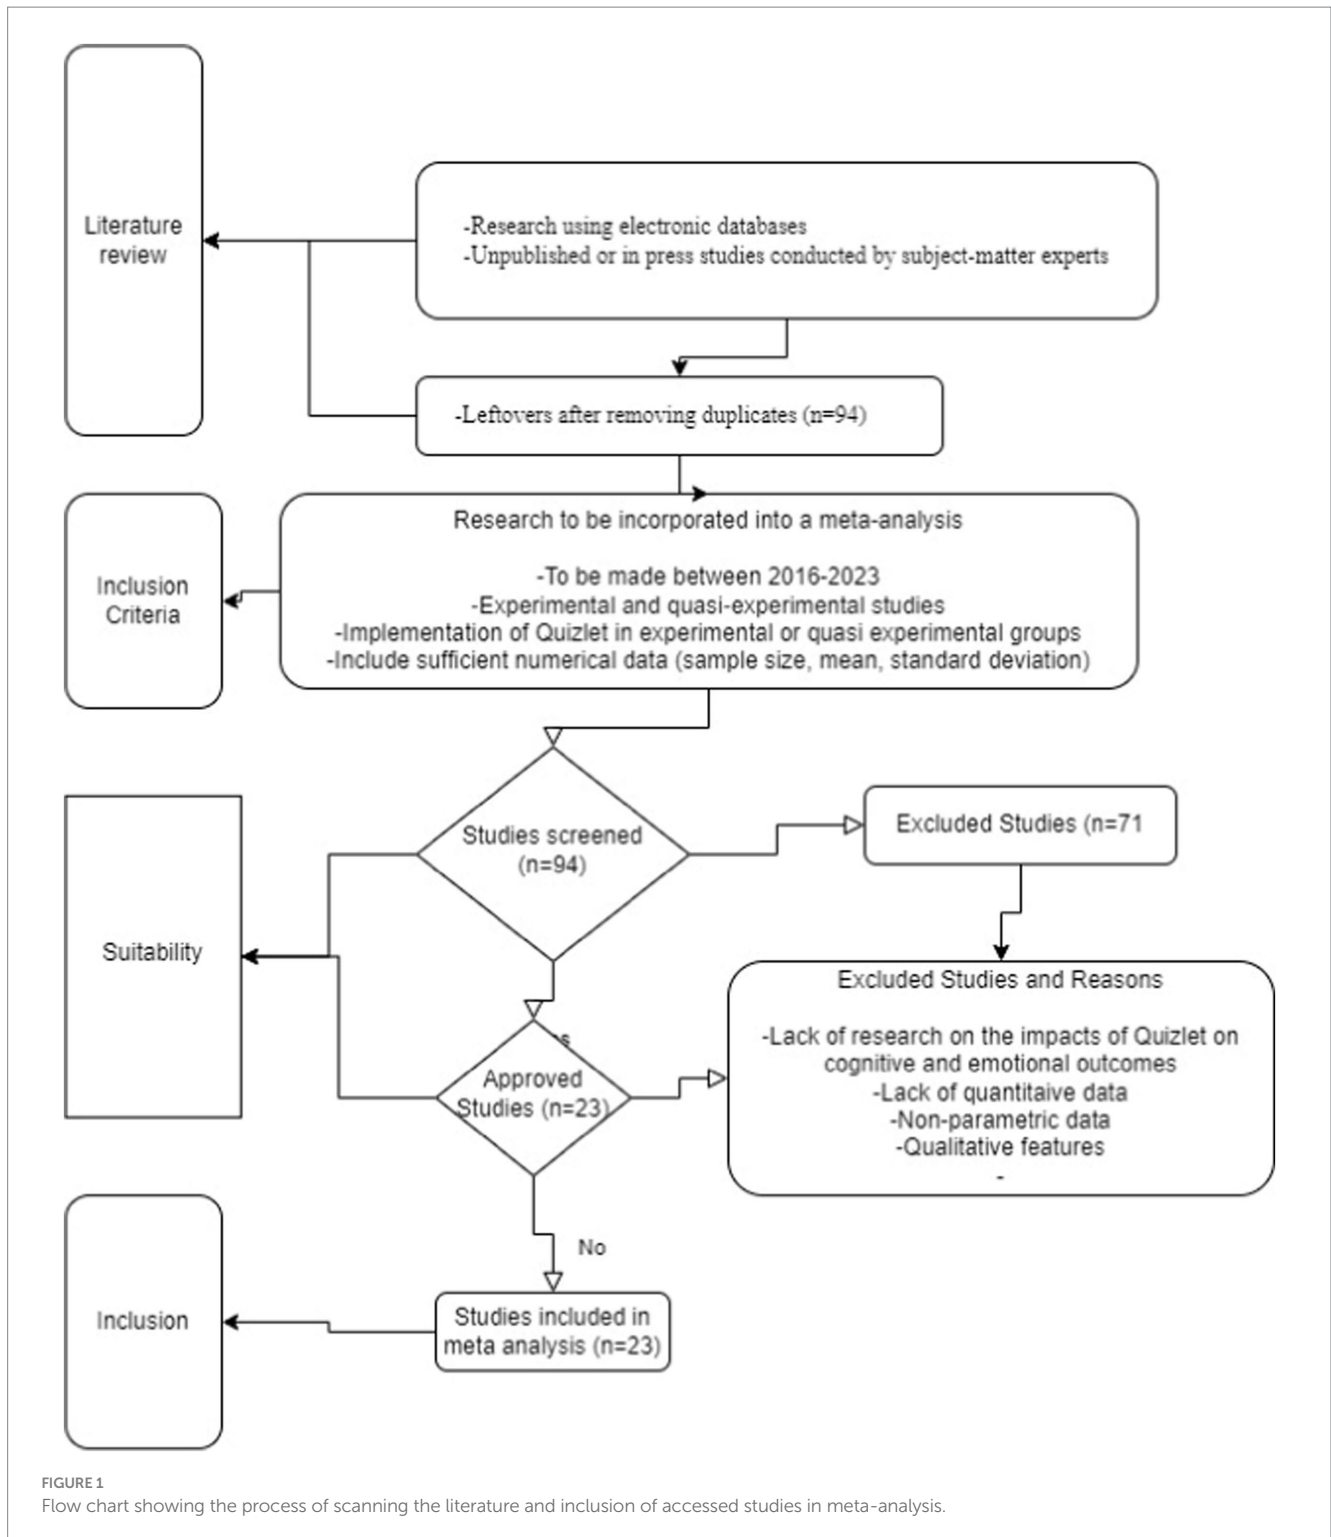 Literature
review
-Research using electronic databases
-Unpublished or in press studies conducted by subject-matter experts
-Leftovers after removing duplicates (n=94)
Inclusion
Criteria
Research to be incorporated into a meta-analysis
-To be made between 2016-2023
-Experimental and quasi-experimental studies
-Implementation of Quizlet in experimental or quasi experimental groups
-Include sufficient numerical data (sample size, mean, standard deviation)
Suitability
Studies screened
(n=94)
Excluded Studies (n=71
Excluded Studies and Reasons
-Lack of research on the impacts of Quizlet on
cognitive and emotional outcomes
-Lack of quantitaive data
-Non-parametric data
-Qualitative features
-
Approved
Studies (n=23)
No
Inclusion
Studies included in
meta analysis (n=23)
FIGURE 1
Flow chart showing the process of scanning the literature and inclusion of accessed studies in meta-analysis.